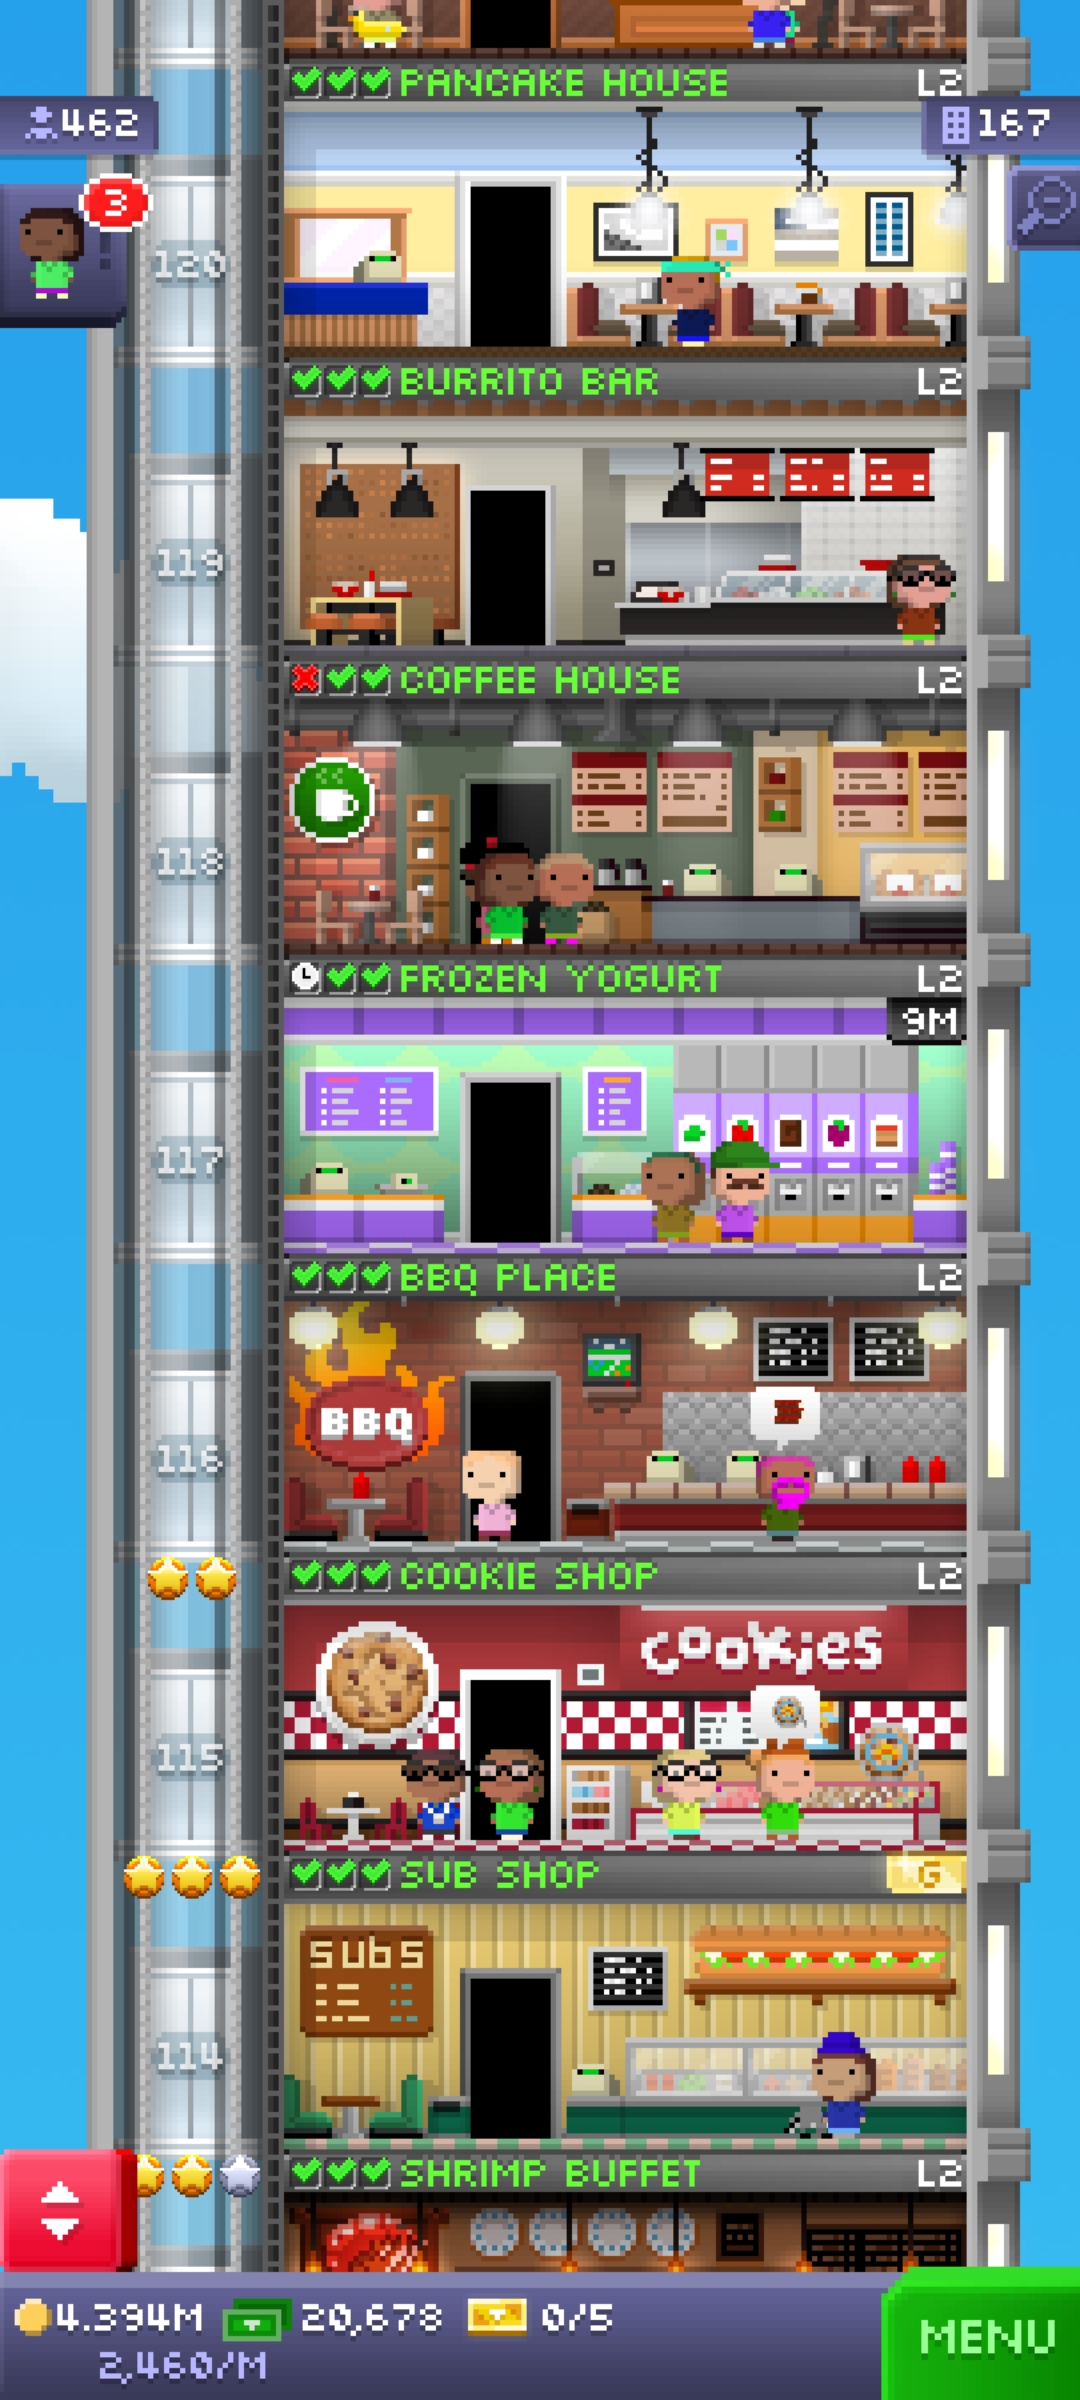 PANCAKE HOUSE L2
462
167
3
120
BURRITO BAR L2
119
COFFEE HOUSE L2
118
FROZEN YOGURT L2
9M
117
BBQ PLACE L2
BBQ
116
COOKIE SHOP L2
cookies
115
SUB SHOP G
subs
114
SHRIMP BUFFET L2
4.394M 20,678 0/5
2,460/M
MENU